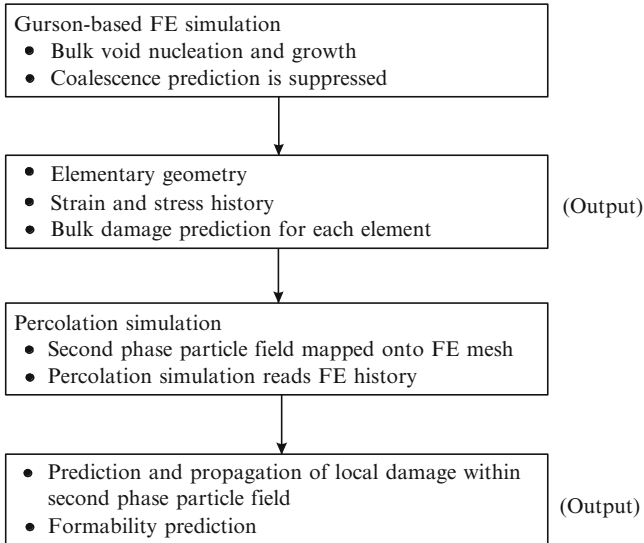 Gurson-based FE simulation
● Bulk void nucleation and growth
● Coalescence prediction is suppressed
● Elementary geometry
● Strain and stress history
● Bulk damage prediction for each element
(Output)
Percolation simulation
● Second phase particle field mapped onto FE mesh
● Percolation simulation reads FE history
● Prediction and propagation of local damage within
second phase particle field
● Formability prediction
(Output)